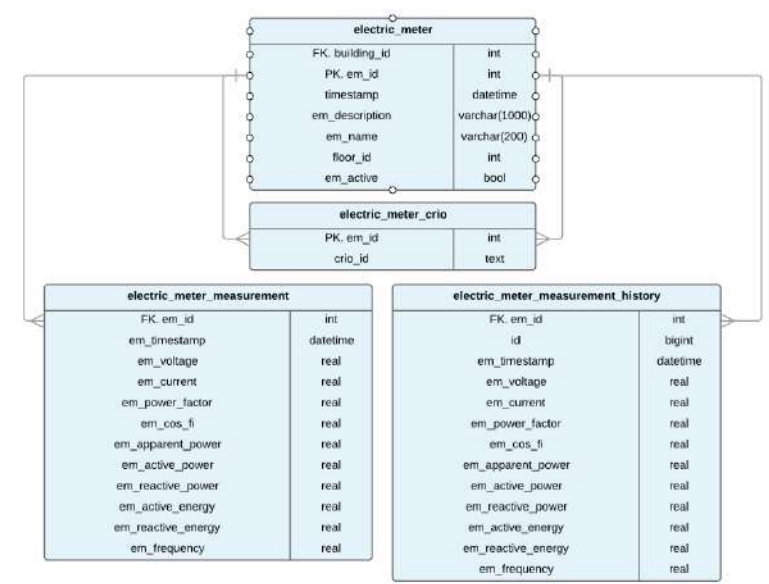 electric_meter
FK. building_id int
PK. em_id int
timestamp datetime
em_description varchar(1000)
em_name varchar(200)
floor_id int
em_active bool
electric_meter_crio
PK. em_id int
crio_id text
electric_meter_measurement
FK. em_id int
em_timestamp datetime
em_voltage real
em_current real
em_power_factor real
em_cos_fi real
em_apparent_power real
em_active_power real
em_reactive_power real
em_active_energy real
em_reactive_energy real
em_frequency real
electric_meter_measurement_history
FK. em_id int
id bigint
em_timestamp datetime
em_voltage real
em_current real
em_power_factor real
em_cos_fi real
em_apparent_power real
em_active_power real
em_reactive_power real
em_active_energy real
em_reactive_energy real
em_frequency real